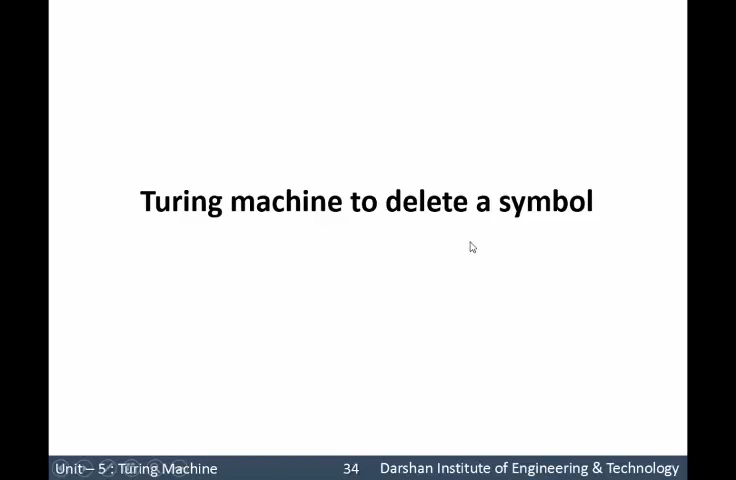 Turing machine to delete a symbol
Unit – 5 : Turing Machine 34 Darshan Institute of Engineering & Technology